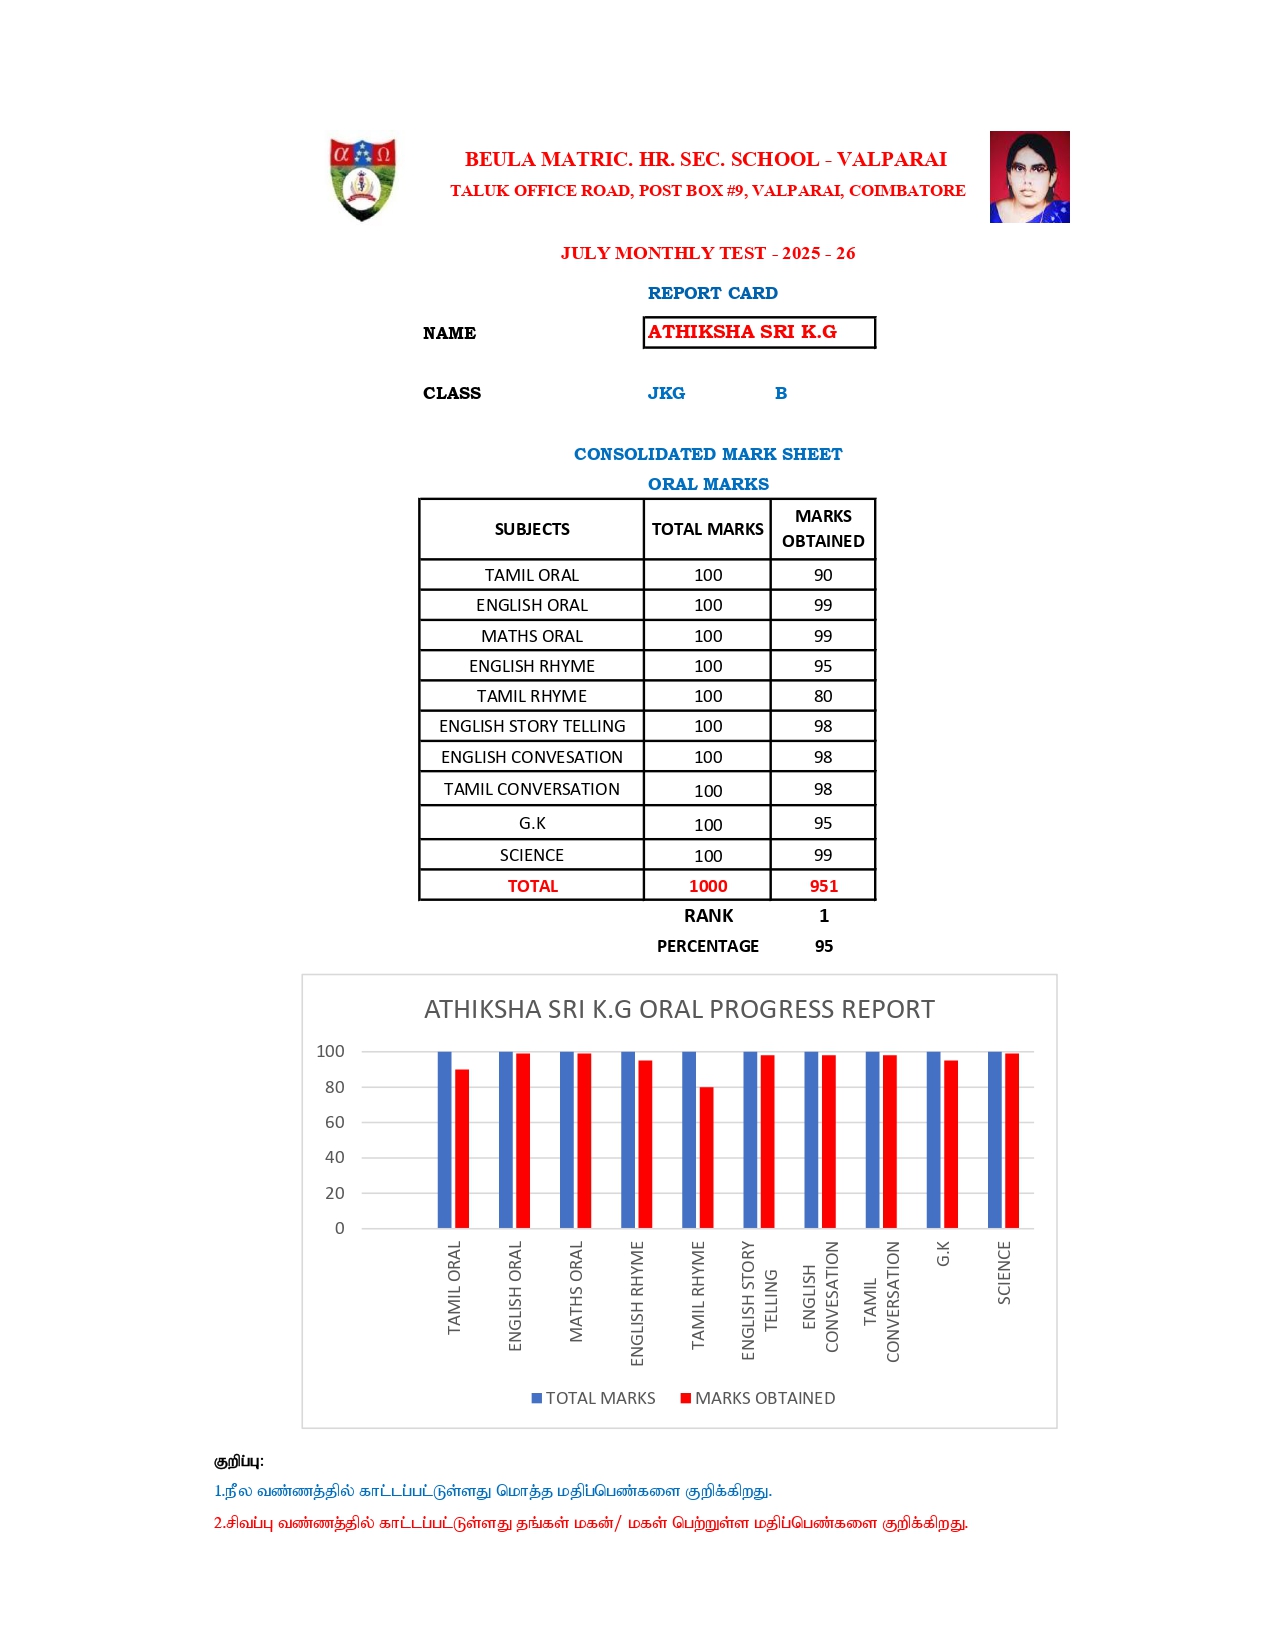 α Ω
BEULA MATRIC. HR. SEC. SCHOOL - VALPARAI
TALUK OFFICE ROAD, POST BOX #9, VALPARAI, COIMBATORE
JULY MONTHLY TEST - 2025 - 26
REPORT CARD
NAME ATHIKSHA SRI K.G
CLASS JKG B
CONSOLIDATED MARK SHEET
ORAL MARKS
SUBJECTS TOTAL MARKS MARKS OBTAINED
TAMIL ORAL 100 90
ENGLISH ORAL 100 99
MATHS ORAL 100 99
ENGLISH RHYME 100 95
TAMIL RHYME 100 80
ENGLISH STORY TELLING 100 98
ENGLISH CONVESATION 100 98
TAMIL CONVERSATION 100 98
G.K 100 95
SCIENCE 100 99
TOTAL 1000 951
RANK 1
PERCENTAGE 95
ATHIKSHA SRI K.G ORAL PROGRESS REPORT
100
80
60
40
20
0
TAMIL ORAL
ENGLISH ORAL
MATHS ORAL
ENGLISH RHYME
TAMIL RHYME
ENGLISH STORY
TELLING
ENGLISH
CONVESATION
TAMIL
CONVERSATION
G.K
SCIENCE
TOTAL MARKS MARKS OBTAINED
குறிப்பு:
1.நீல வண்ணத்தில் காட்டப்பட்டுள்ளது மொத்த மதிப்பெண்களை குறிக்கிறது.
2.சிவப்பு வண்ணத்தில் காட்டப்பட்டுள்ளது தங்கள் மகன்/ மகள் பெற்றுள்ள மதிப்பெண்களை குறிக்கிறது.